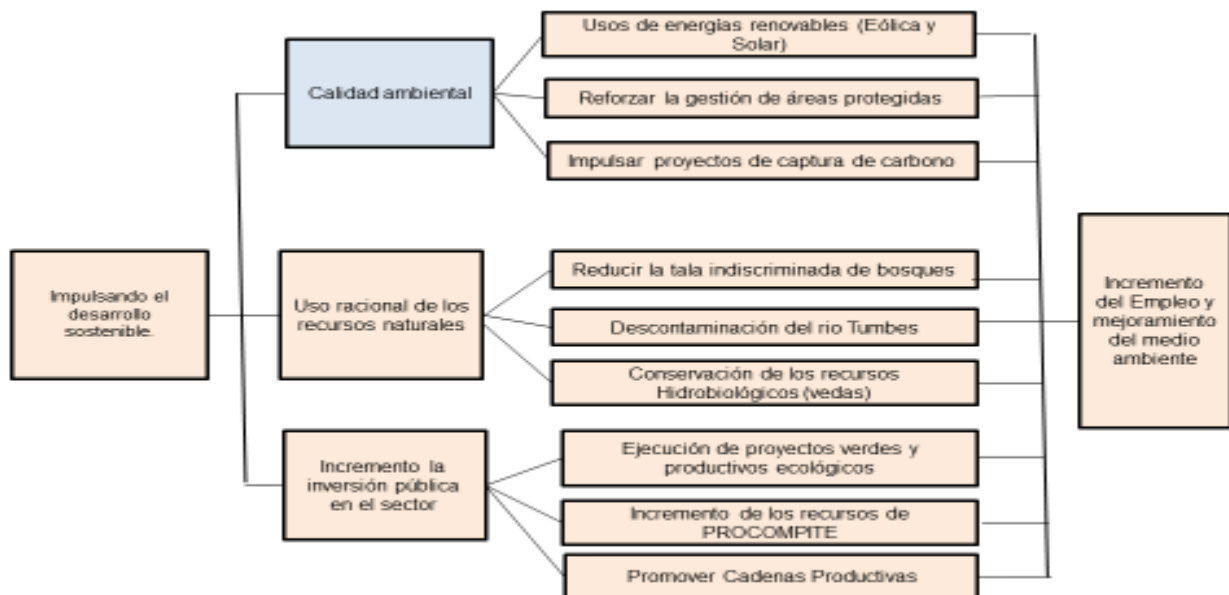 Impulsando el
desarrollo
sostenible.
Calidad ambiental
Usos de energías renovables (Eólica y
Solar)
Reforzar la gestión de áreas protegidas
Impulsar proyectos de captura de carbono
Uso racional de los
recursos naturales
Reducir la tala indiscriminada de bosques
Descontaminación del rio Tumbes
Conservación de los recursos
Hidrobiológicos (vedas)
Incremento la
inversión pública
en el sector
Ejecución de proyectos verdes y
productivos ecológicos
Incremento de los recursos de
PROCOMPITE
Promover Cadenas Productivas
Incremento
del Empleo y
mejoramiento
del medio
ambiente